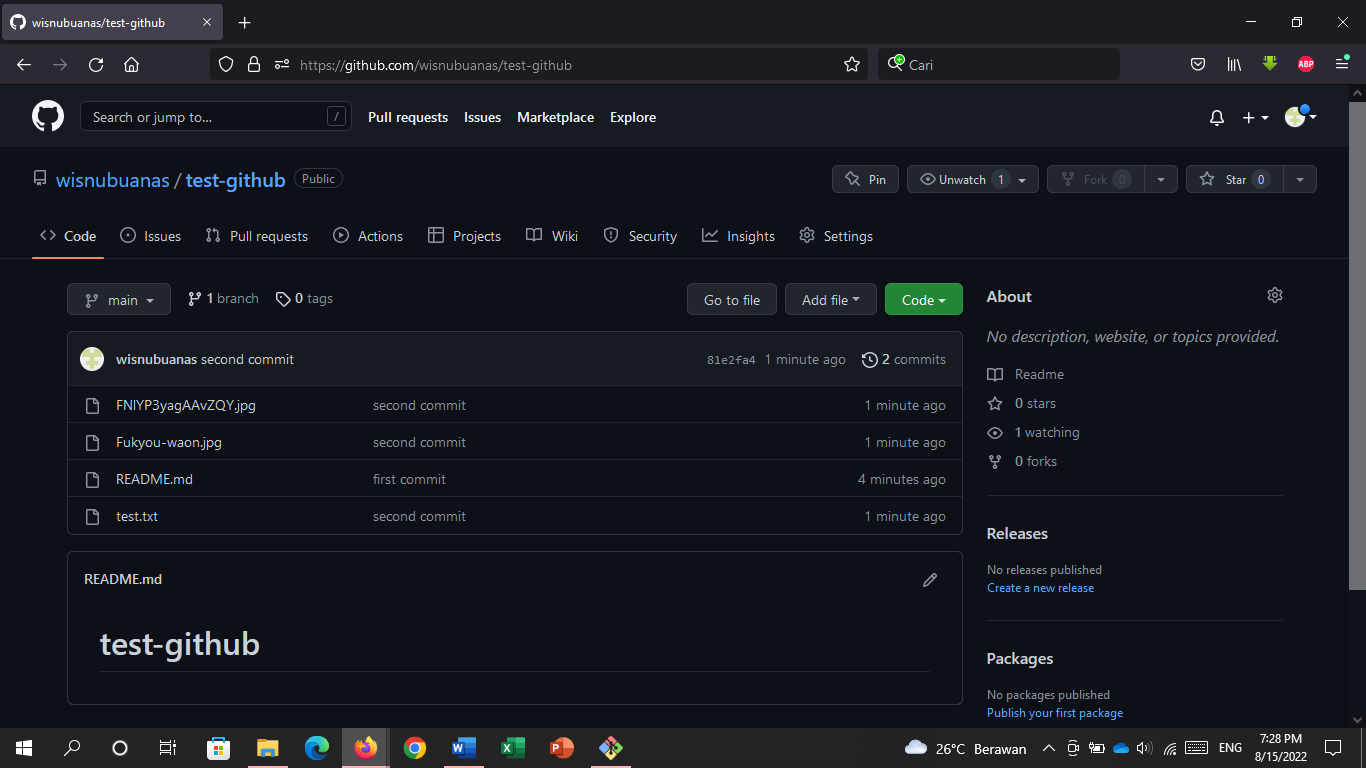 wisnubuanas/test-github
https://github.com/wisnubuanas/test-github
Cari
ABP
Search or jump to...
/
Pull requests
Issues
Marketplace
Explore
wisnubuanas / test-github Public
Pin
Unwatch 1
Fork 0
Star 0
Code
Issues
Pull requests
Actions
Projects
Wiki
Security
Insights
Settings
main
1 branch
0 tags
Go to file
Add file
Code
wisnubuanas second commit 81e2fa4 1 minute ago 2 commits
FNlYP3yagAAvZQY.jpg second commit 1 minute ago
Fukyou-waon.jpg second commit 1 minute ago
README.md first commit 4 minutes ago
test.txt second commit 1 minute ago
README.md
test-github
About
No description, website, or topics provided.
Readme
0 stars
1 watching
0 forks
Releases
No releases published
Create a new release
Packages
No packages published
Publish your first package
26°C Berawan
ENG
7:28 PM
8/15/2022